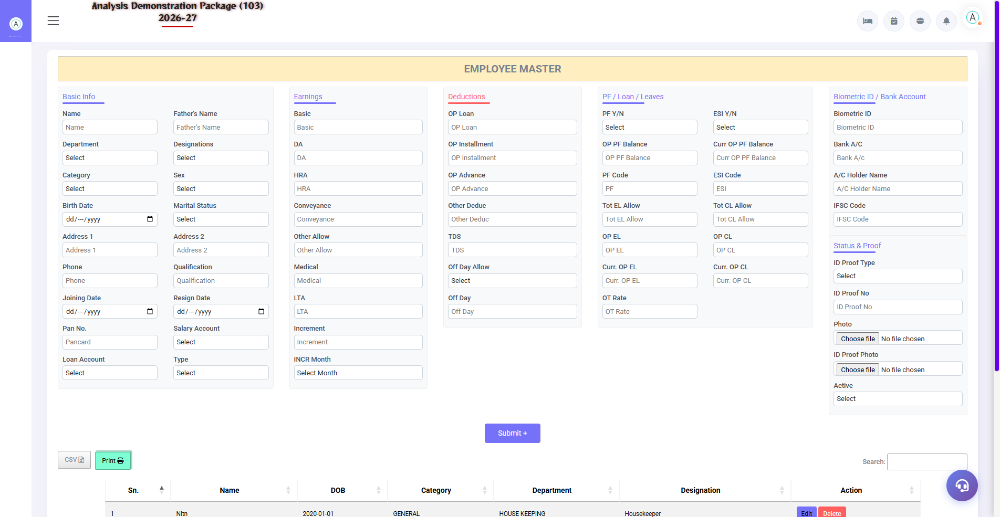 Analysis Demonstration Package (103)
2026-27
A
A
EMPLOYEE MASTER
Basic Info
Name
Father's Name
Name
Father's Name
Department
Designations
Select
Select
Category
Sex
Select
Select
Birth Date
Marital Status
dd/---/yyyy
Select
Address 1
Address 2
Address 1
Address 2
Phone
Qualification
Phone
Qualification
Joining Date
Resign Date
dd/---/yyyy
dd/---/yyyy
Pan No.
Salary Account
Pancard
Select
Loan Account
Type
Select
Select
Earnings
Basic
Basic
DA
DA
HRA
HRA
Conveyance
Conveyance
Other Allow
Other Allow
Medical
Medical
LTA
LTA
Increment
Increment
INCR Month
Select Month
Deductions
OP Loan
OP Loan
OP Installment
OP Installment
OP Advance
OP Advance
Other Deduc
Other Deduc
TDS
TDS
Off Day Allow
Select
Off Day
Off Day
PF / Loan / Leaves
PF Y/N
ESI Y/N
Select
Select
OP PF Balance
Curr OP PF Balance
OP PF Balance
Curr OP PF Balance
PF Code
ESI Code
PF
ESI
Tot EL Allow
Tot CL Allow
Tot EL Allow
Tot CL Allow
OP EL
OP CL
OP EL
OP CL
Curr. OP EL
Curr. OP CL
Curr. OP EL
Curr. OP CL
OT Rate
OT Rate
Biometric ID / Bank Account
Biometric ID
Biometric ID
Bank A/C
Bank A/c
A/C Holder Name
A/C Holder Name
IFSC Code
IFSC Code
Status & Proof
ID Proof Type
Select
ID Proof No
ID Proof No
Photo
Choose file No file chosen
ID Proof Photo
Choose file No file chosen
Active
Select
Submit +
CSV
Print
Search:
Sn. Name DOB Category Department Designation Action
1 Nitn 2020-01-01 GENERAL HOUSE KEEPING Housekeeper Edit Delete